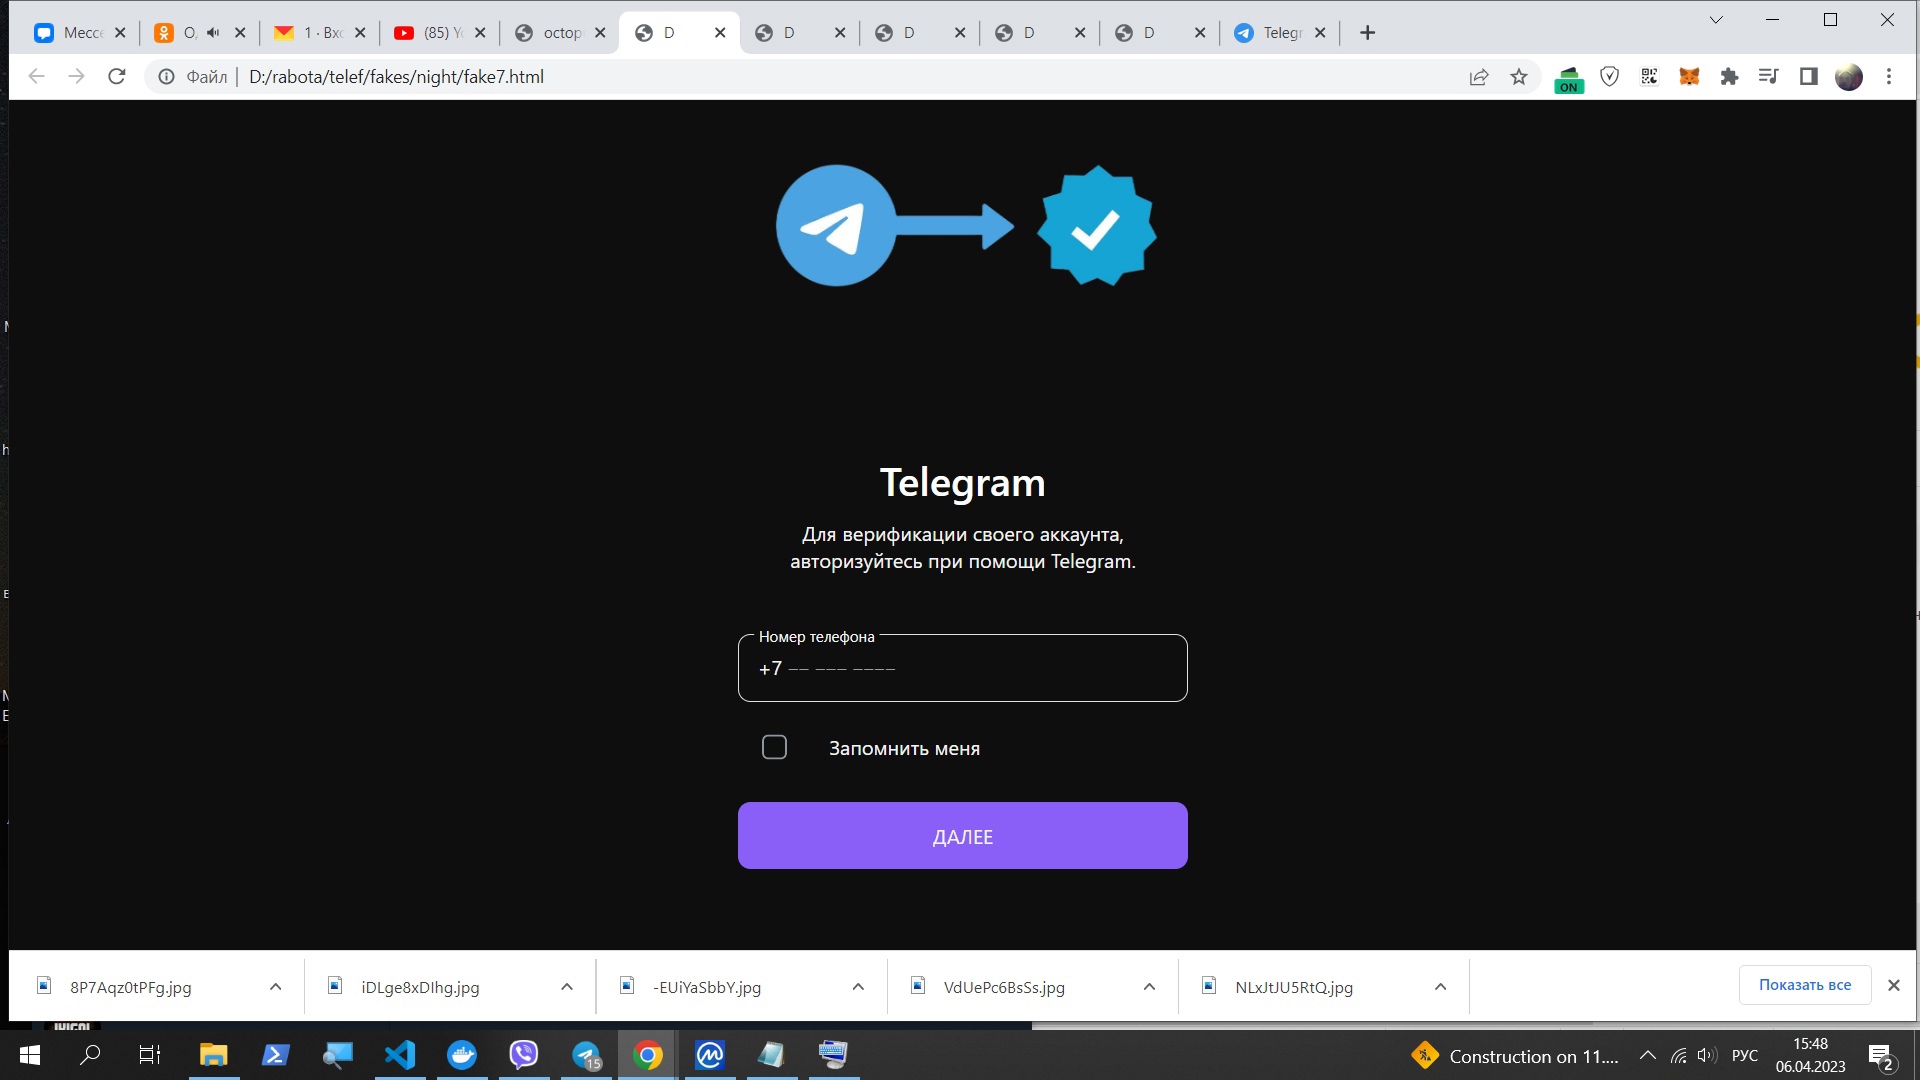 Мессе
О,
1 · Вх
(85) Yo
octop
D
D
D
D
D
Telegr
Файл
D:/rabota/telef/fakes/night/fake7.html
ON
Telegram
Для верификации своего аккаунта,
авторизуйтесь при помощи Telegram.
Номер телефона
+7 –– ––– ––––
Запомнить меня
ДАЛЕЕ
8P7Aqz0tPFg.jpg
iDLge8xDIhg.jpg
-EUiYaSbbY.jpg
VdUePc6BsSs.jpg
NLxJtJU5RtQ.jpg
Показать все
15
Construction on 11....
РУС
15:48
06.04.2023
2